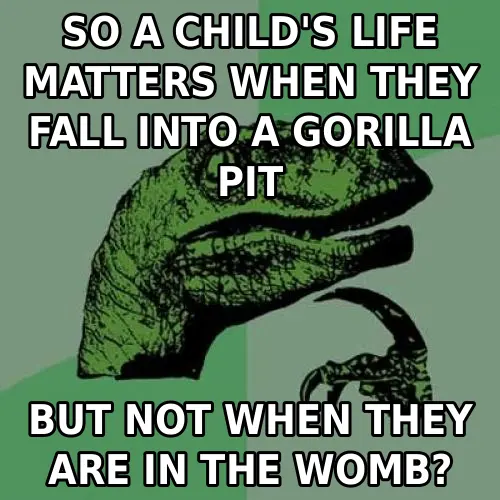 SO A CHILD'S LIFE
MATTERS WHEN THEY
FALL INTO A GORILLA
PIT
BUT NOT WHEN THEY
ARE IN THE WOMB?